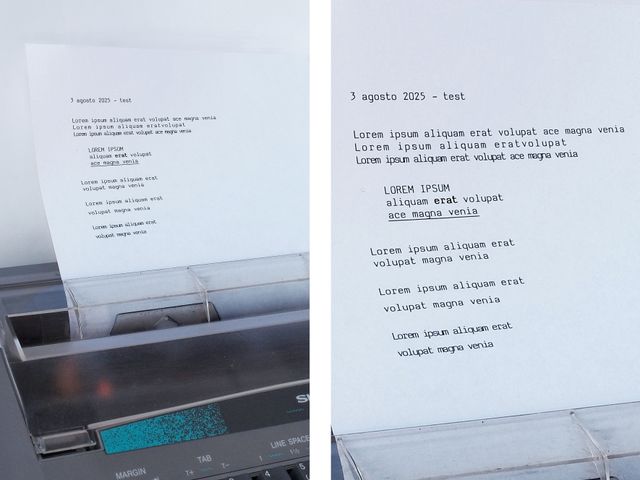 3 agosto 2025 - test
Lorem ipsum aliquam erat volupat ace magna venia
Lorem ipsum aliquam eratvolupat
Lorem ipsum aliquam erat volupat ace magna venia
LOREM IPSUM
aliquam erat volupat
ace magna venia
Lorem ipsum aliquam erat
volupat magna venia
Lorem ipsum aliquam erat
volupat magna venia
Lorem ipsum aliquam erat
volupat magna venia
LINE SPACE
TAB
MARGIN
T+
T-
1
1½
4
5
3 agosto 2025 - test
Lorem ipsum aliquam erat volupat ace magna venia
Lorem ipsum aliquam eratvolupat
Lorem ipsum aliquam erat volupat ace magna venia
LOREM IPSUM
aliquam erat volupat
ace magna venia
Lorem ipsum aliquam erat
volupat magna venia
Lorem ipsum aliquam erat
volupat magna venia
Lorem ipsum aliquam erat
volupat magna venia